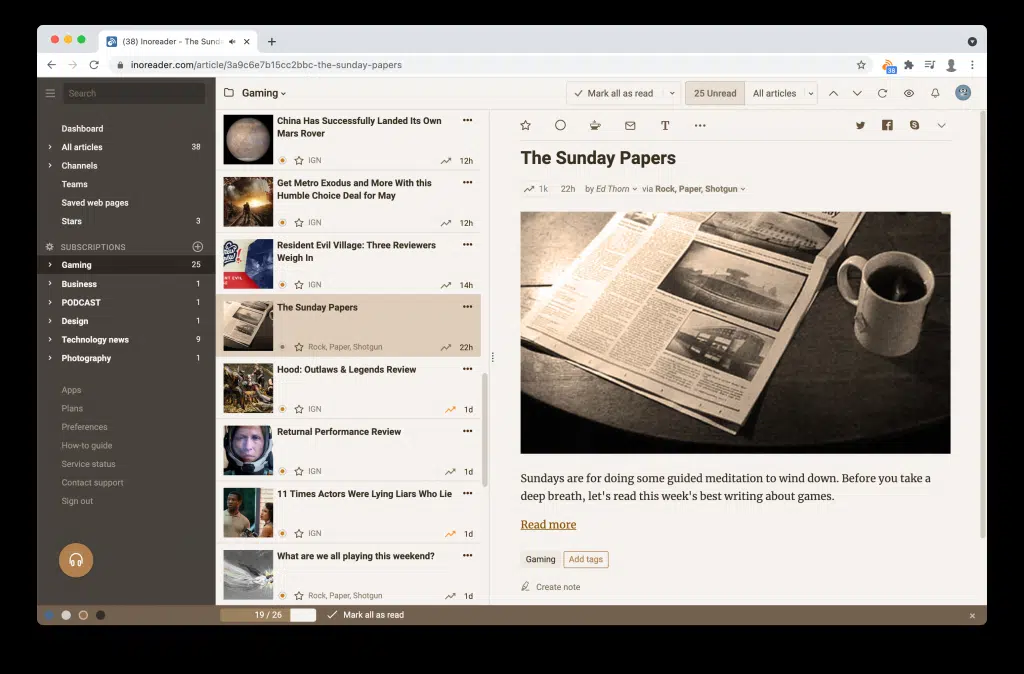 (38) Inoreader - The Sund
inoreader.com/article/3a9c6e7b15cc2bbc-the-sunday-papers
38
Search
Dashboard
All articles 38
Channels
Teams
Saved web pages
Stars 3
SUBSCRIPTIONS
Gaming 25
Business 1
PODCAST 1
Design 1
Technology news 9
Photography 1
Apps
Plans
Preferences
How-to guide
Service status
Contact support
Sign out
Gaming
Mark all as read
25 Unread
All articles
China Has Successfully Landed Its Own
Mars Rover
IGN 12h
Get Metro Exodus and More With this
Humble Choice Deal for May
IGN 12h
Resident Evil Village: Three Reviewers
Weigh In
IGN 14h
The Sunday Papers
Rock, Paper, Shotgun 22h
Hood: Outlaws & Legends Review
IGN 1d
Returnal Performance Review
IGN 1d
11 Times Actors Were Lying Liars Who Lie
IGN 1d
What are we all playing this weekend?
Rock, Paper, Shotgun 1d
The Sunday Papers
1k 22h by Ed Thorn via Rock, Paper, Shotgun
Sundays are for doing some guided meditation to wind down. Before you take a
deep breath, let's read this week's best writing about games.
Read more
Gaming Add tags
Create note
19 / 26 Mark all as read